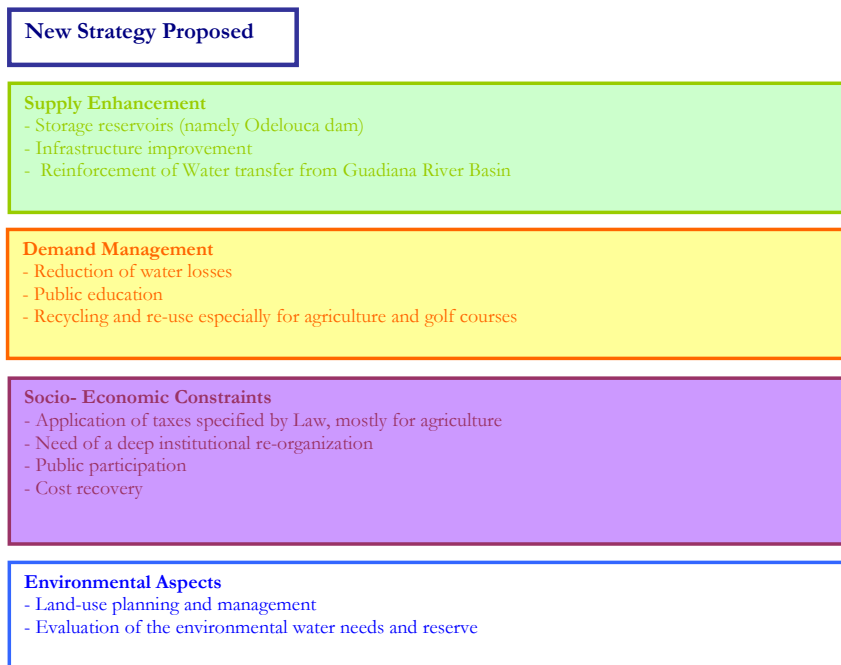 New Strategy Proposed
Supply Enhancement
- Storage reservoirs (namely Odelouca dam)
- Infrastructure improvement
- Reinforcement of Water transfer from Guadiana River Basin
Demand Management
- Reduction of water losses
- Public education
- Recycling and re-use especially for agriculture and golf courses
Socio- Economic Constraints
- Application of taxes specified by Law, mostly for agriculture
- Need of a deep institutional re-organization
- Public participation
- Cost recovery
Environmental Aspects
- Land-use planning and management
- Evaluation of the environmental water needs and reserve